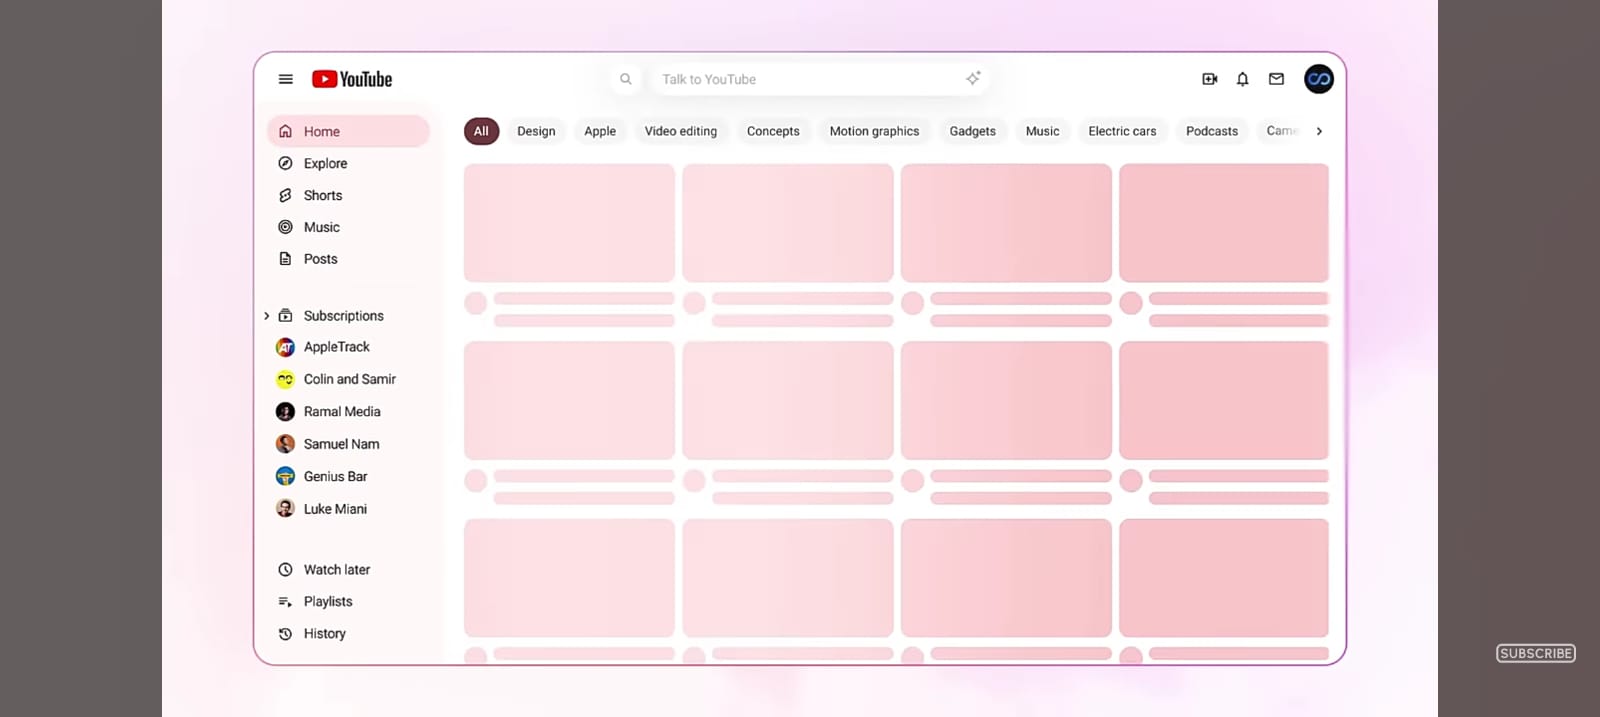 YouTube
Talk to YouTube
Home
Explore
Shorts
Music
Posts
Subscriptions
AppleTrack
Colin and Samir
Ramal Media
Samuel Nam
Genius Bar
Luke Miani
Watch later
Playlists
History
All Design Apple Video editing Concepts Motion graphics Gadgets Music Electric cars Podcasts Came
SUBSCRIBE